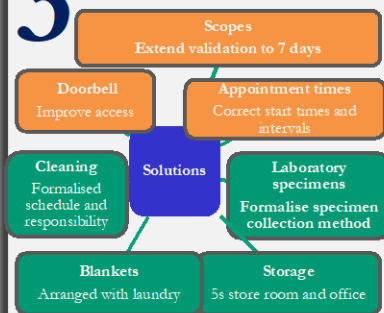 5
Scopes
Extend validation to 7 days
Doorbell
Improve access
Appointment times
Correct start times and
intervals
Solutions
Cleaning
Formalised
schedule and
responsibility
Laboratory
specimens
Formalise specimen
collection method
Blankets
Arranged with laundry
Storage
5s store room and office